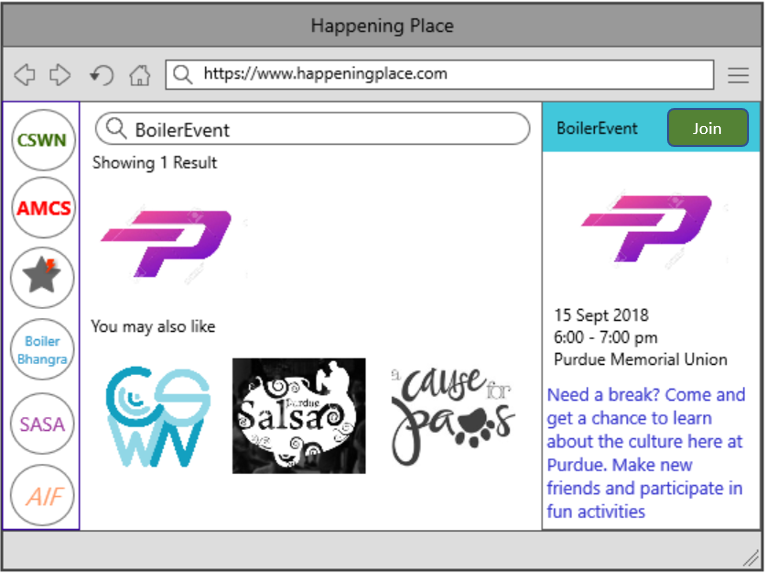 Happening Place
https://www.happeningplace.com
CSWN
AMCS
Boiler
Bhangra
SASA
AIF
BoilerEvent
Showing 1 Result
P
You may also like
CS
WN
Purdue
Salsa
a
cause for
paws
BoilerEvent
Join
P
15 Sept 2018
6:00 - 7:00 pm
Purdue Memorial Union
Need a break? Come and
get a chance to learn
about the culture here at
Purdue. Make new
friends and participate in
fun activities